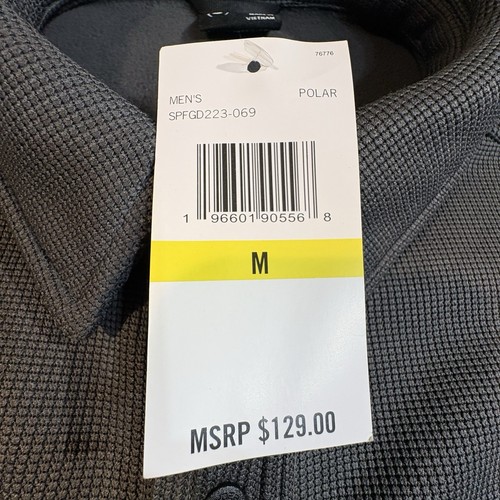 VIETNAM
76776
MEN'S POLAR
SPFGD223-069
1 96601 90556 8
M
MSRP $129.00